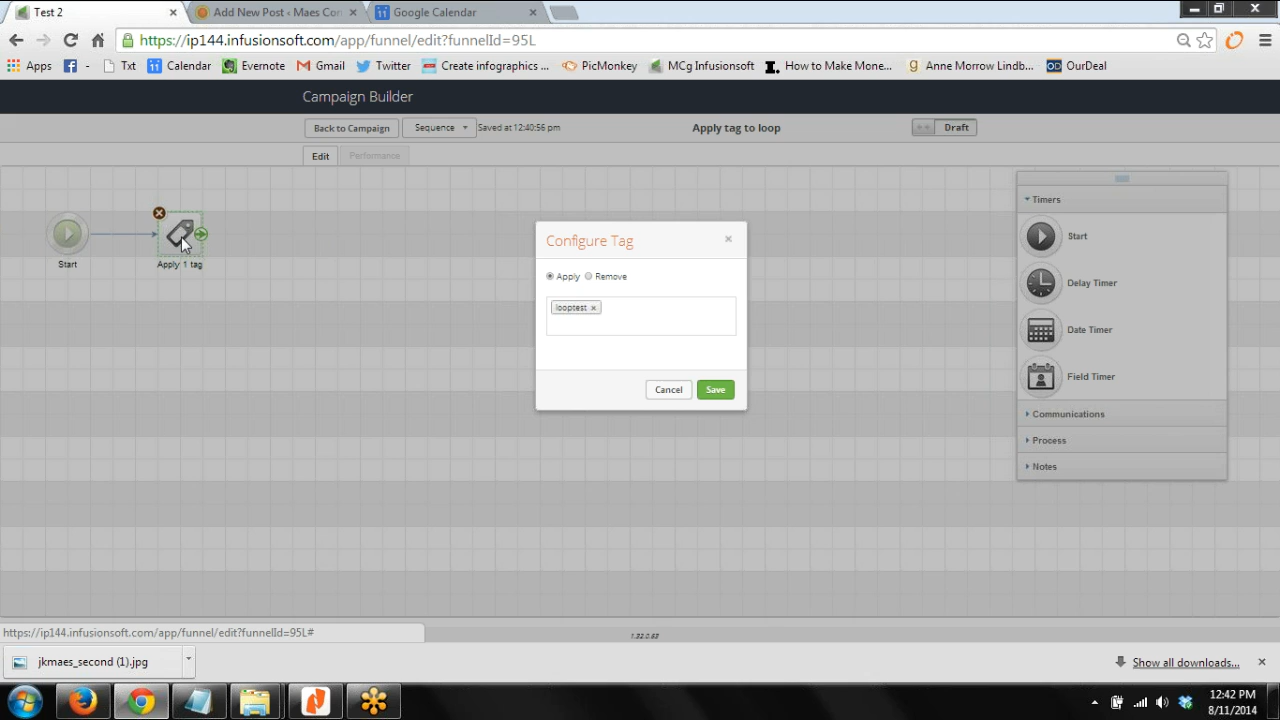 Test 2
Add New Post ‹ Maes Con
Google Calendar
https://ip144.infusionsoft.com/app/funnel/edit?funnelId=95L
Apps
-
Txt
Calendar
Evernote
Gmail
Twitter
Create infographics ...
PicMonkey
MCg Infusionsoft
How to Make Mone...
Anne Morrow Lindb...
OurDeal
Campaign Builder
Back to Campaign
Sequence
Saved at 12:40:56 pm
Apply tag to loop
Draft
Edit
Performance
Timers
Start
Delay Timer
Date Timer
Field Timer
Communications
Process
Notes
Start
Apply 1 tag
Configure Tag
×
Apply
Remove
looptest ×
Cancel
Save
https://ip144.infusionsoft.com/app/funnel/edit?funnelId=95L#
1.32.0.63
jkmaes_second (1).jpg
Show all downloads...
12:42 PM
8/11/2014